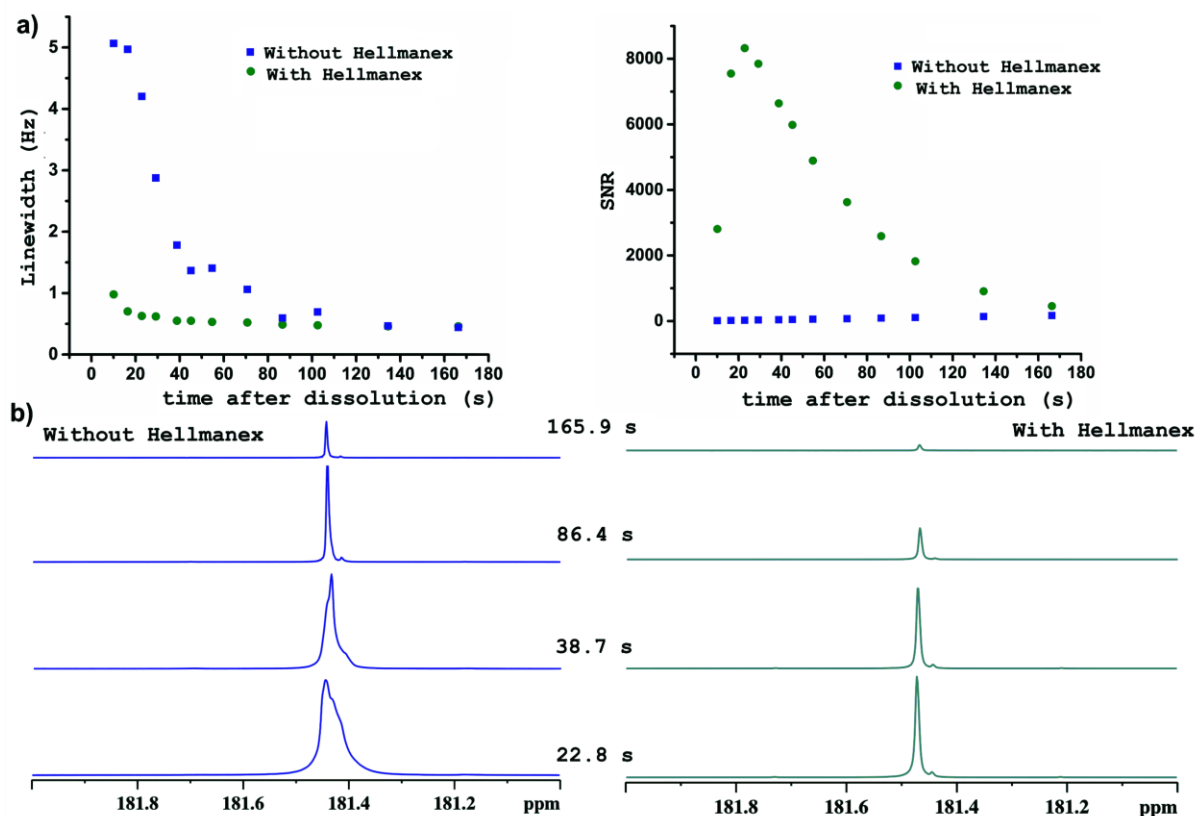 a)
5
4
3
2
1
0
Linewidth (Hz)
Without Hellmanex
With Hellmanex
0 20 40 60 80 100 120 140 160 180
time after dissolution (s)
8000
6000
4000
2000
0
SNR
Without Hellmanex
With Hellmanex
0 20 40 60 80 100 120 140 160 180
time after dissolution (s)
b)
Without Hellmanex
165.9 s
With Hellmanex
86.4 s
38.7 s
22.8 s
181.8 181.6 181.4 181.2 ppm
181.8 181.6 181.4 181.2 ppm